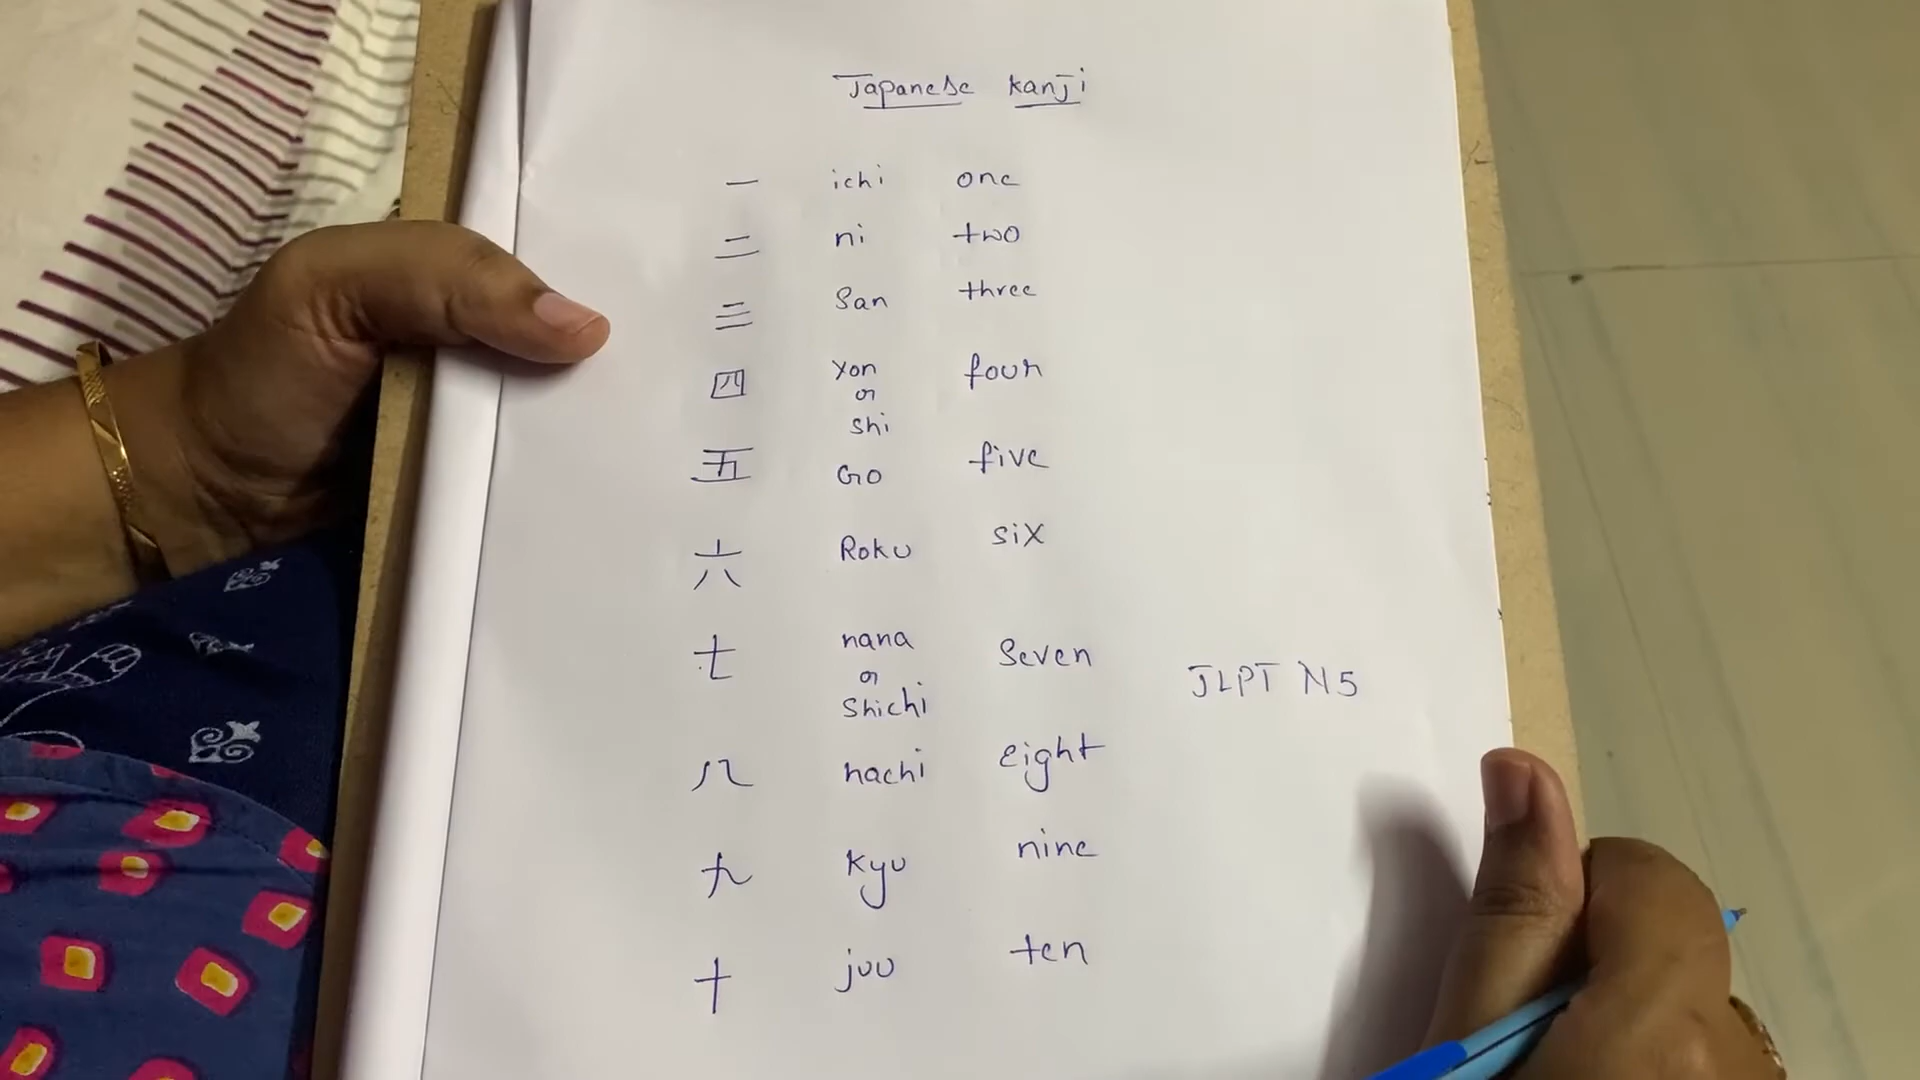 Japanese Kanji
一 ichi one
二 ni two
三 San three
四 Yon or shi four
五 Go five
六 Roku six
七 nana or Shichi Seven
JLPT N5
八 hachi eight
九 Kyu nine
十 juu ten